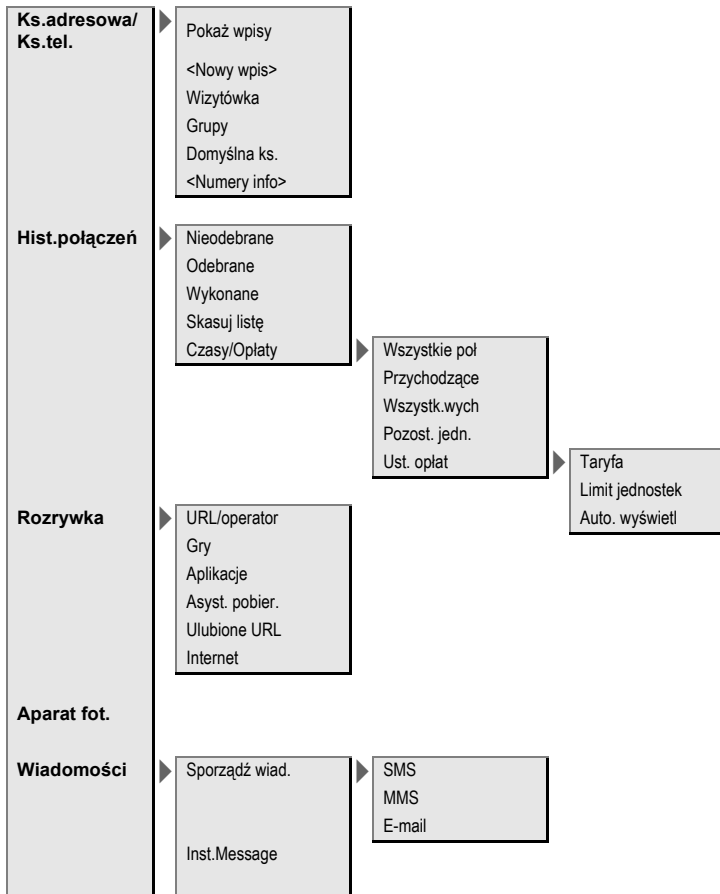 Ks.adresowa/
Ks.tel.
Pokaż wpisy
<Nowy wpis>
Wizytówka
Grupy
Domyślna ks.
<Numery info>
Hist.połączeń
Nieodebrane
Odebrane
Wykonane
Skasuj listę
Czasy/Opłaty
Wszystkie poł
Przychodzące
Wszystk.wych
Pozost. jedn.
Ust. opłat
Taryfa
Limit jednostek
Auto. wyświetl
Rozrywka
URL/operator
Gry
Aplikacje
Asyst. pobier.
Ulubione URL
Internet
Aparat fot.
Wiadomości
Sporządź wiad.
SMS
MMS
E-mail
Inst.Message